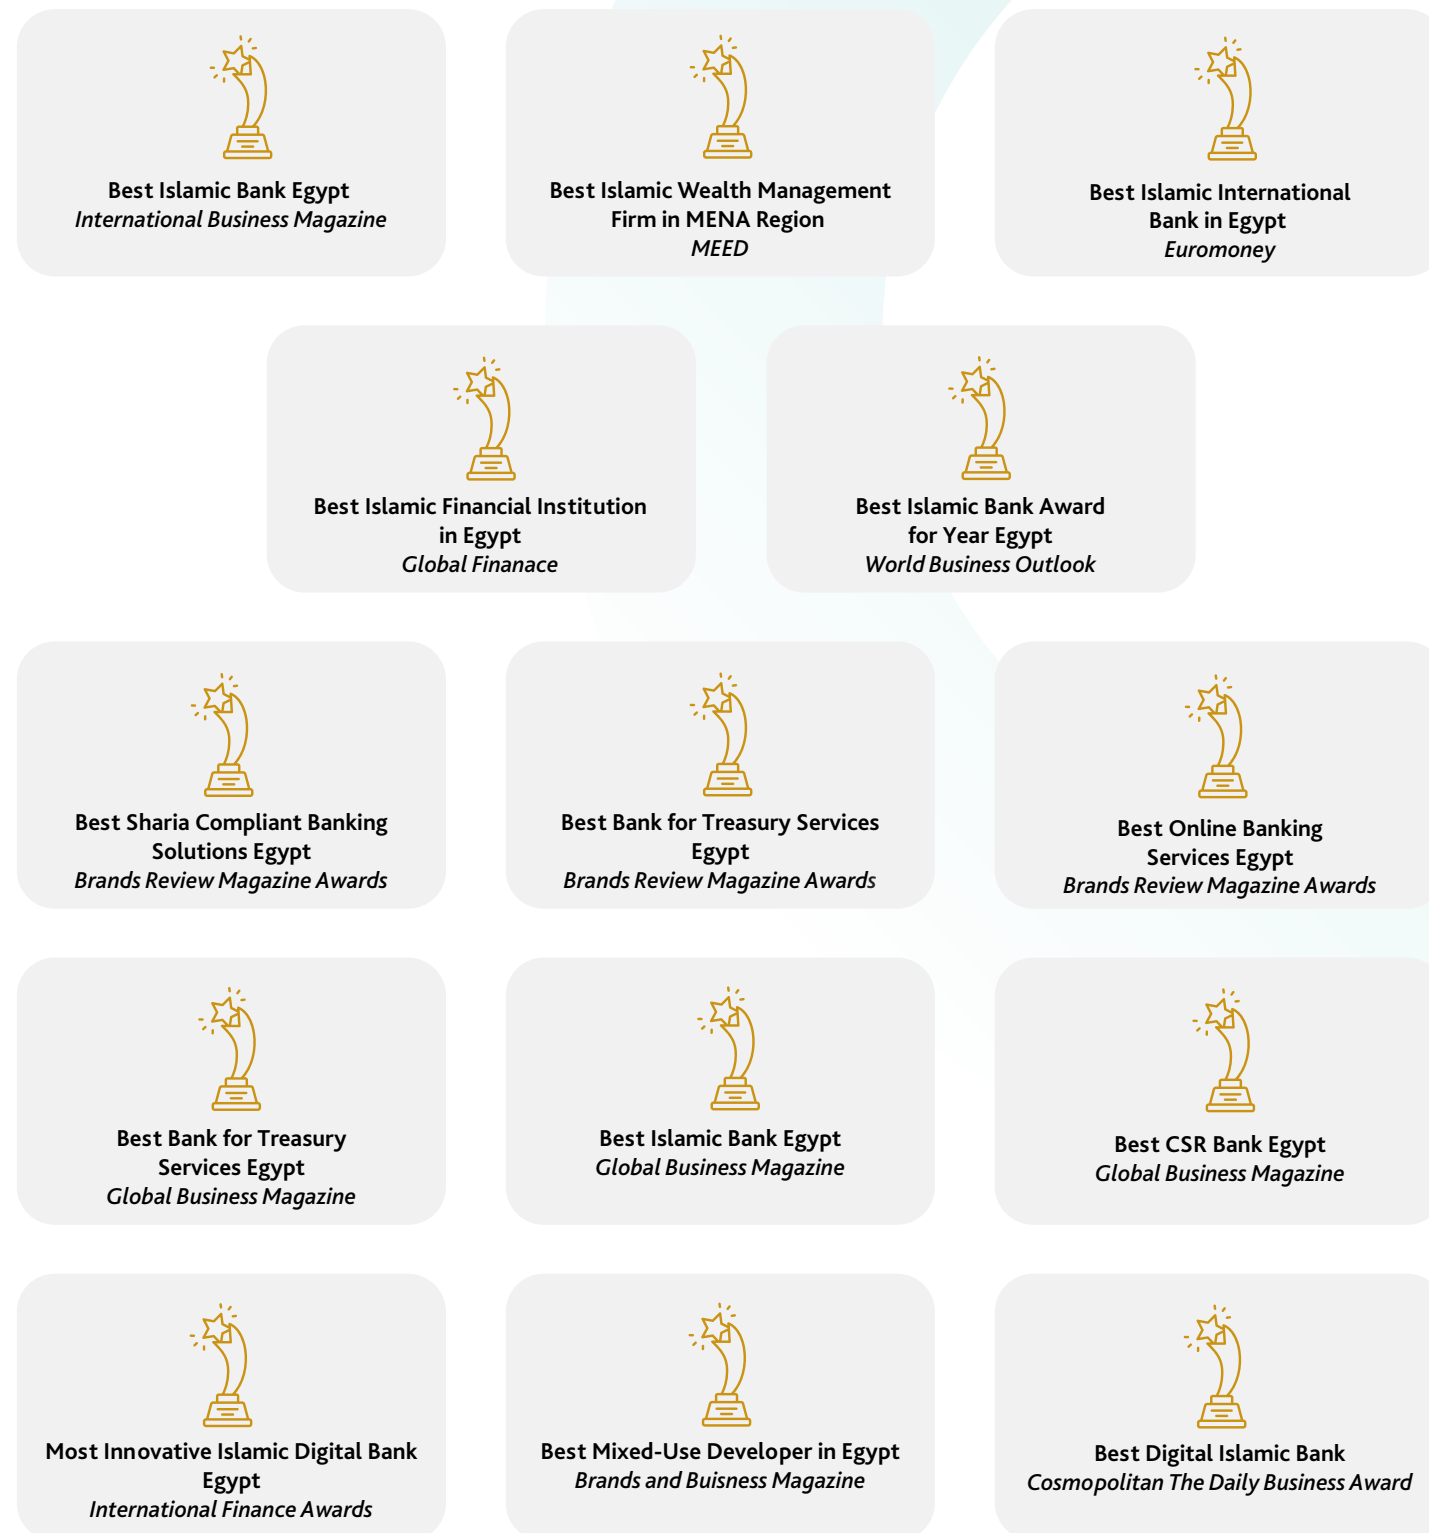 Best Islamic Bank Egypt
International Business Magazine
Best Islamic Wealth Management
Firm in MENA Region
MEED
Best Islamic International
Bank in Egypt
Euromoney
Best Islamic Financial Institution
in Egypt
Global Finanace
Best Islamic Bank Award
for Year Egypt
World Business Outlook
Best Sharia Compliant Banking
Solutions Egypt
Brands Review Magazine Awards
Best Bank for Treasury Services
Egypt
Brands Review Magazine Awards
Best Online Banking
Services Egypt
Brands Review Magazine Awards
Best Bank for Treasury
Services Egypt
Global Business Magazine
Best Islamic Bank Egypt
Global Business Magazine
Best CSR Bank Egypt
Global Business Magazine
Most Innovative Islamic Digital Bank
Egypt
International Finance Awards
Best Mixed-Use Developer in Egypt
Brands and Buisness Magazine
Best Digital Islamic Bank
Cosmopolitan The Daily Business Award